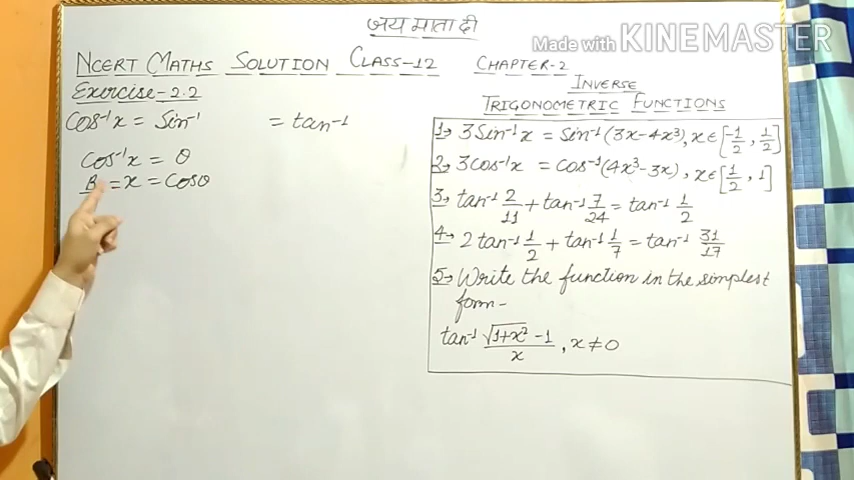 जय माता दी
Made with KINEMASTER
NCERT MATHS SOLUTION CLASS-12 CHAPTER-2
INVERSE
TRIGONOMETRIC FUNCTIONS
Exercise-2.2
Cos⁻¹x = Sin⁻¹ = tan⁻¹
Cos⁻¹x = θ
B = x = Cosθ
1→ 3Sin⁻¹x = Sin⁻¹(3x-4x³), x∈[-1/2, 1/2]
2→ 3cos⁻¹x = cos⁻¹(4x³-3x), x∈[1/2, 1]
3→ tan⁻¹ 2/11 + tan⁻¹ 7/24 = tan⁻¹ 1/2
4→ 2tan⁻¹ 1/2 + tan⁻¹ 1/7 = tan⁻¹ 31/17
5→ Write the function in the simplest
form-
tan⁻¹ √1+x² -1 / x, x≠0